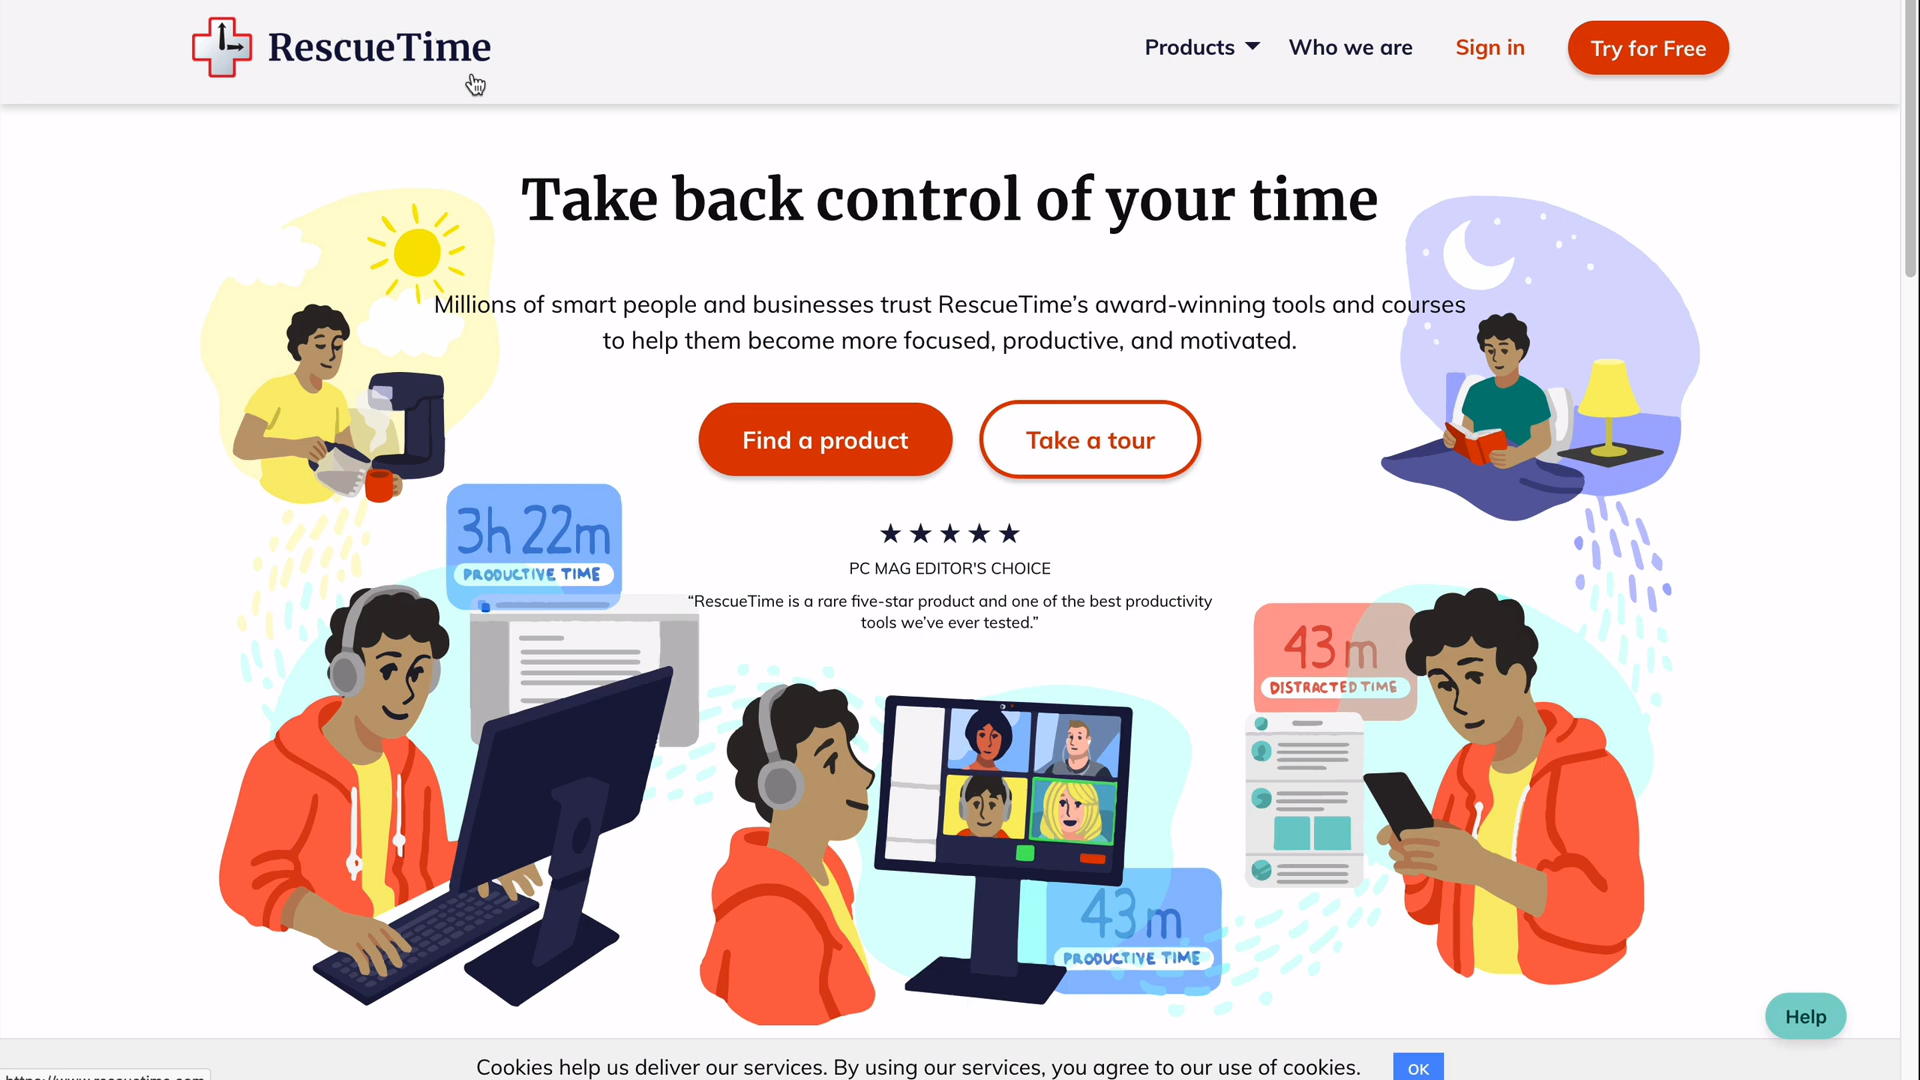 RescueTime
Products
Who we are
Sign in
Try for Free
Take back control of your time
Millions of smart people and businesses trust RescueTime’s award-winning tools and courses
to help them become more focused, productive, and motivated.
Find a product
Take a tour
★ ★ ★ ★ ★
PC MAG EDITOR'S CHOICE
“RescueTime is a rare five-star product and one of the best productivity
tools we’ve ever tested.”
3h 22m
PRODUCTIVE TIME
43m
DISTRACTED TIME
43m
PRODUCTIVE TIME
Help
Cookies help us deliver our services. By using our services, you agree to our use of cookies.
OK
https://www.rescuetime.com